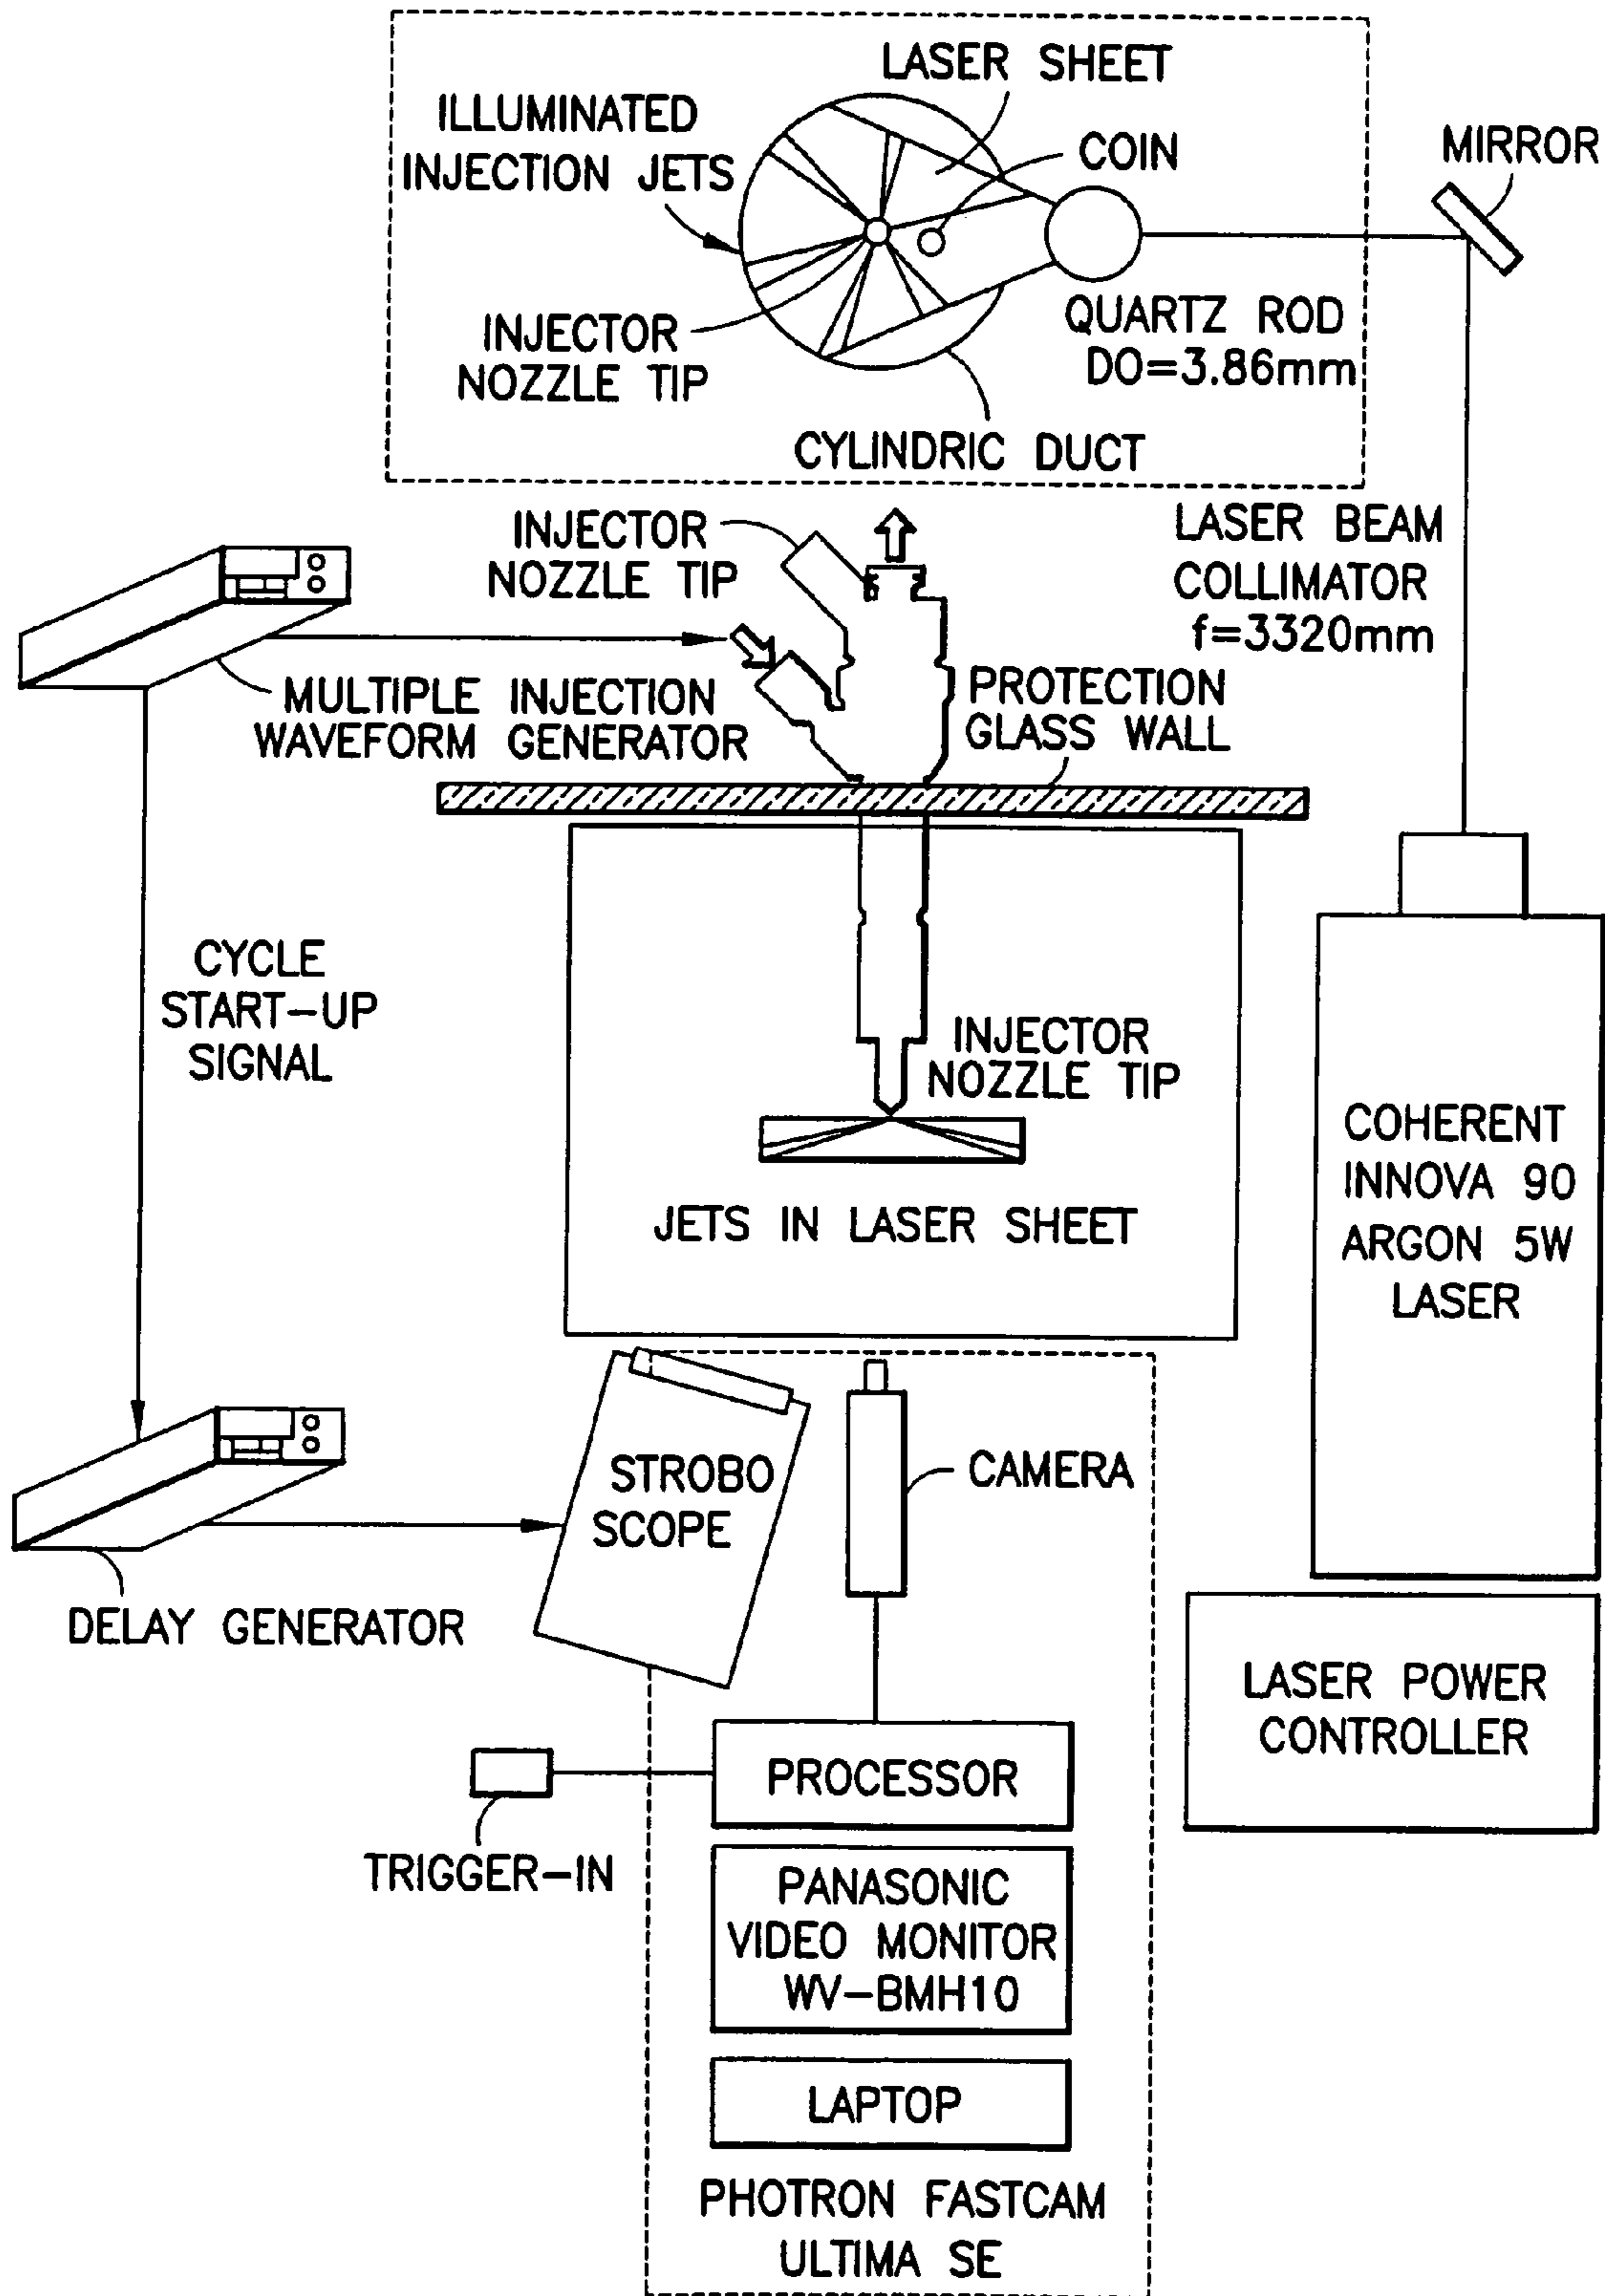 LASER SHEET
ILLUMINATED
INJECTION JETS
COIN
MIRROR
INJECTOR
NOZZLE TIP
QUARTZ ROD
DO=3.86mm
CYLINDRIC DUCT
INJECTOR
NOZZLE TIP
LASER BEAM
COLLIMATOR
f=3320mm
MULTIPLE INJECTION
WAVEFORM GENERATOR
PROTECTION
GLASS WALL
CYCLE
START-UP
SIGNAL
INJECTOR
NOZZLE TIP
JETS IN LASER SHEET
COHERENT
INNOVA 90
ARGON 5W
LASER
STROBO
SCOPE
CAMERA
DELAY GENERATOR
LASER POWER
CONTROLLER
PROCESSOR
TRIGGER-IN
PANASONIC
VIDEO MONITOR
WV-BMH10
LAPTOP
PHOTRON FASTCAM
ULTIMA SE